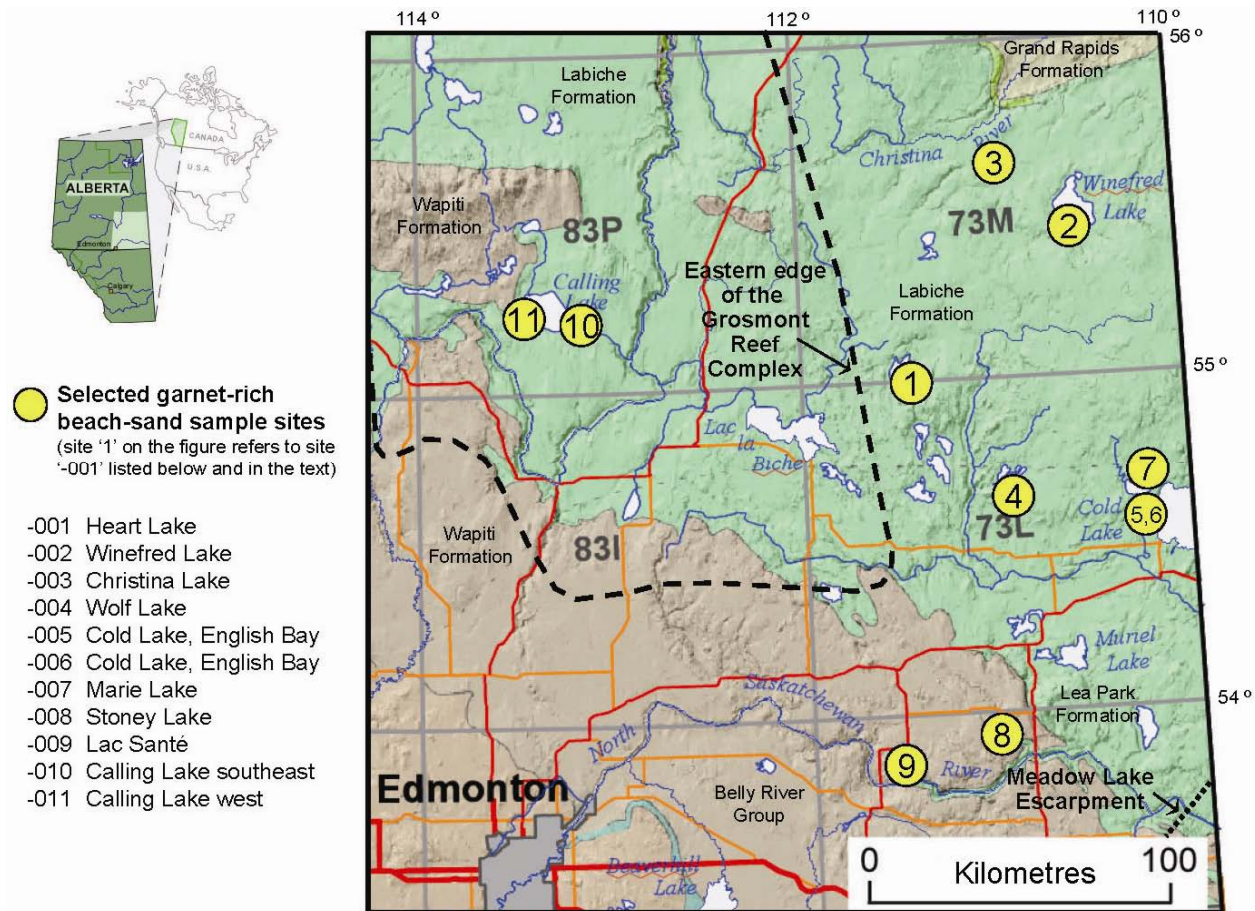 114 º
112 º
110 º
56 º
Grand Rapids
Formation
Labiche
Formation
Christina River
3
CANADA
U.S.A.
ALBERTA
Edmonton
Calgary
Wapiti
Formation
83P
73M
Winefred
Lake
2
Calling
Lake
11
10
Eastern edge
of the
Grosmont
Reef
Complex
Labiche
Formation
55 º
1
Selected garnet-rich
beach-sand sample sites
(site ‘1’ on the figure refers to site
‘-001’ listed below and in the text)
Lac
la
Biche
4
7
5,6
Cold
Lake
73L
Wapiti
Formation
83I
-001 Heart Lake
-002 Winefred Lake
-003 Christina Lake
-004 Wolf Lake
-005 Cold Lake, English Bay
-006 Cold Lake, English Bay
-007 Marie Lake
-008 Stoney Lake
-009 Lac Santé
-010 Calling Lake southeast
-011 Calling Lake west
Muriel
Lake
Lea Park
Formation
54 º
North Saskatchewan River
8
9
Meadow Lake
Escarpment
Edmonton
Belly River
Group
Beaverhill
Lake
0
Kilometres
100